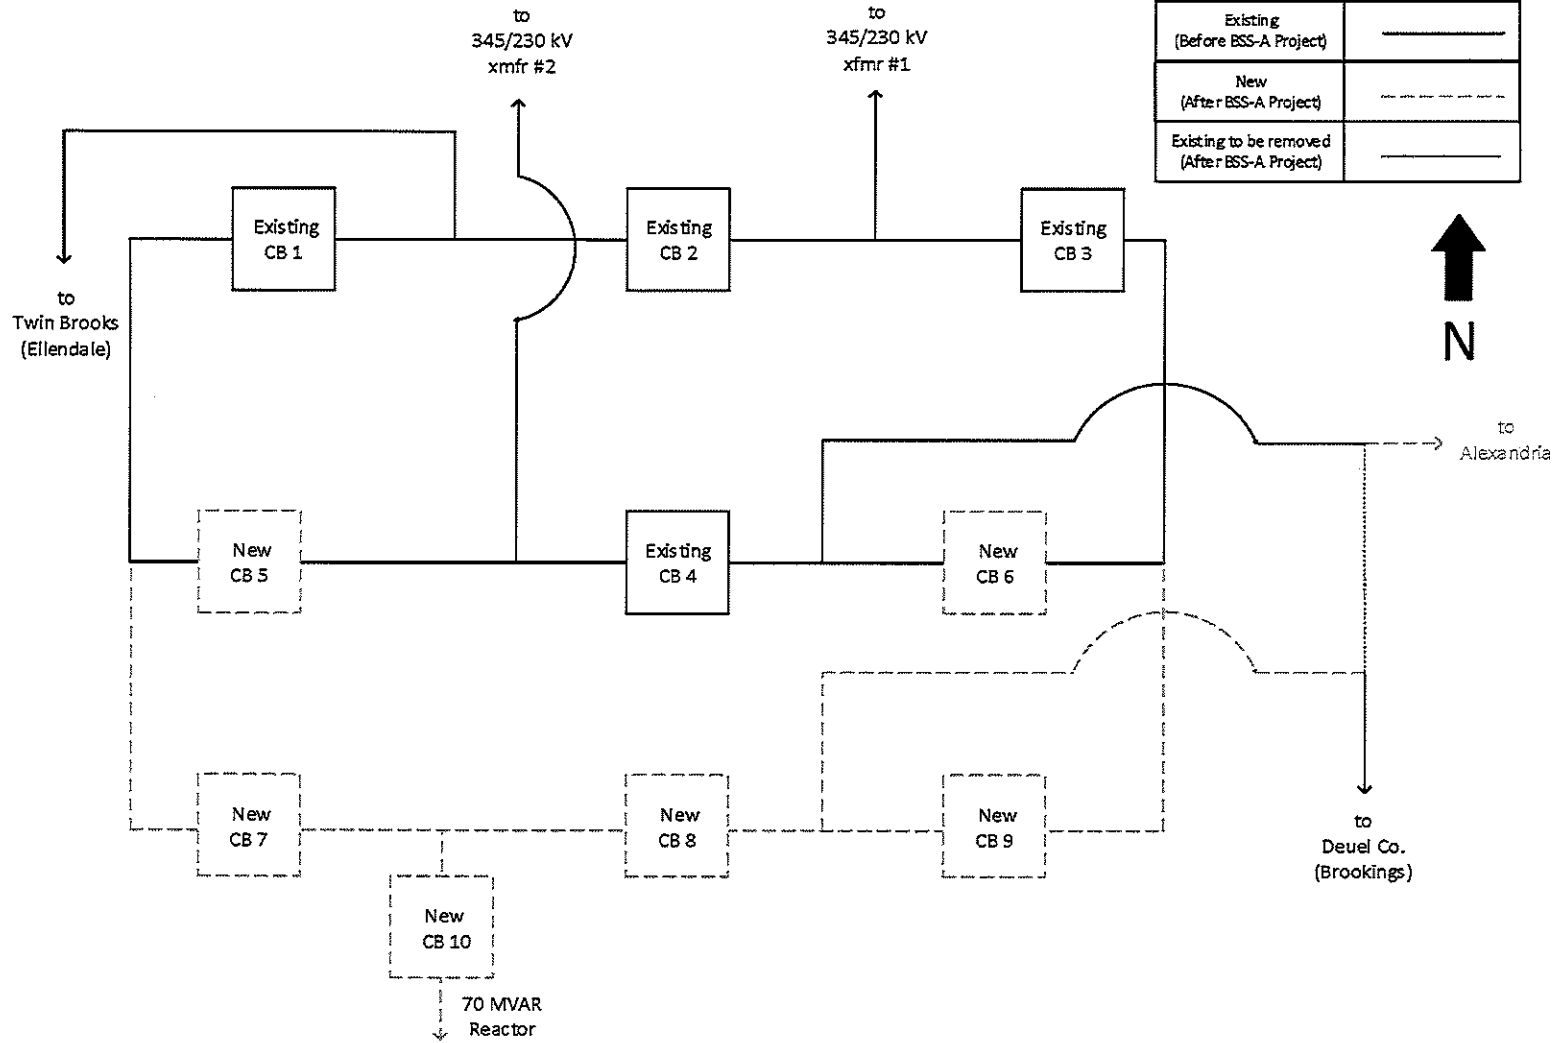 to
345/230 kV
xmfr #2
to
345/230 kV
xfmr #1
Existing
(Before BSS-A Project)
New
(After BSS-A Project)
Existing to be removed
(After BSS-A Project)
Existing
CB 1
Existing
CB 2
Existing
CB 3
N
to
Twin Brooks
(Ellendale)
to
Alexandria
New
CB 5
Existing
CB 4
New
CB 6
New
CB 7
New
CB 8
New
CB 9
to
Deuel Co.
(Brookings)
New
CB 10
70 MVAR
Reactor